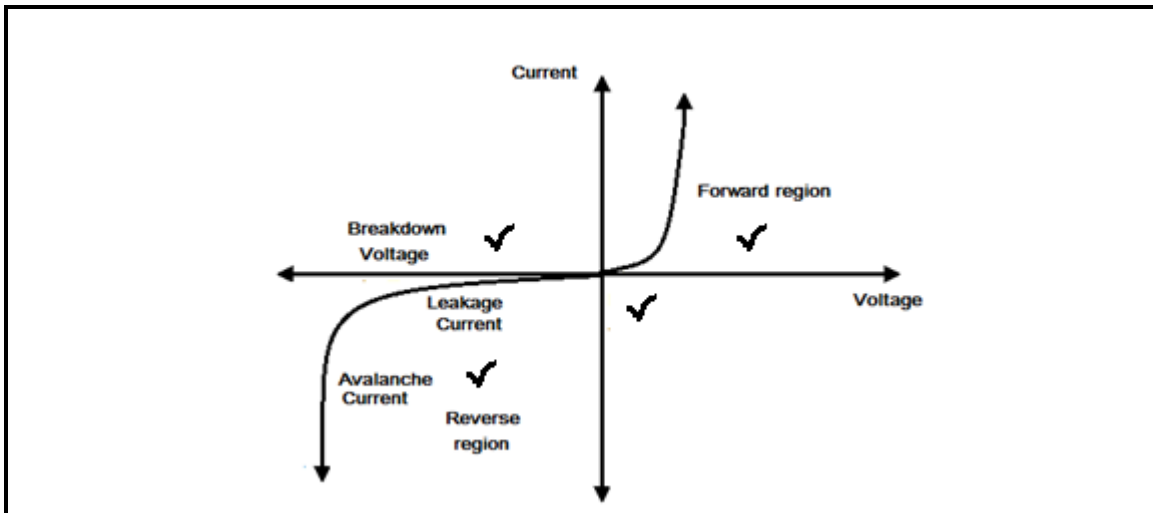 Current
Forward region
Breakdown
Voltage
Voltage
Leakage
Current
Avalanche
Current
Reverse
region